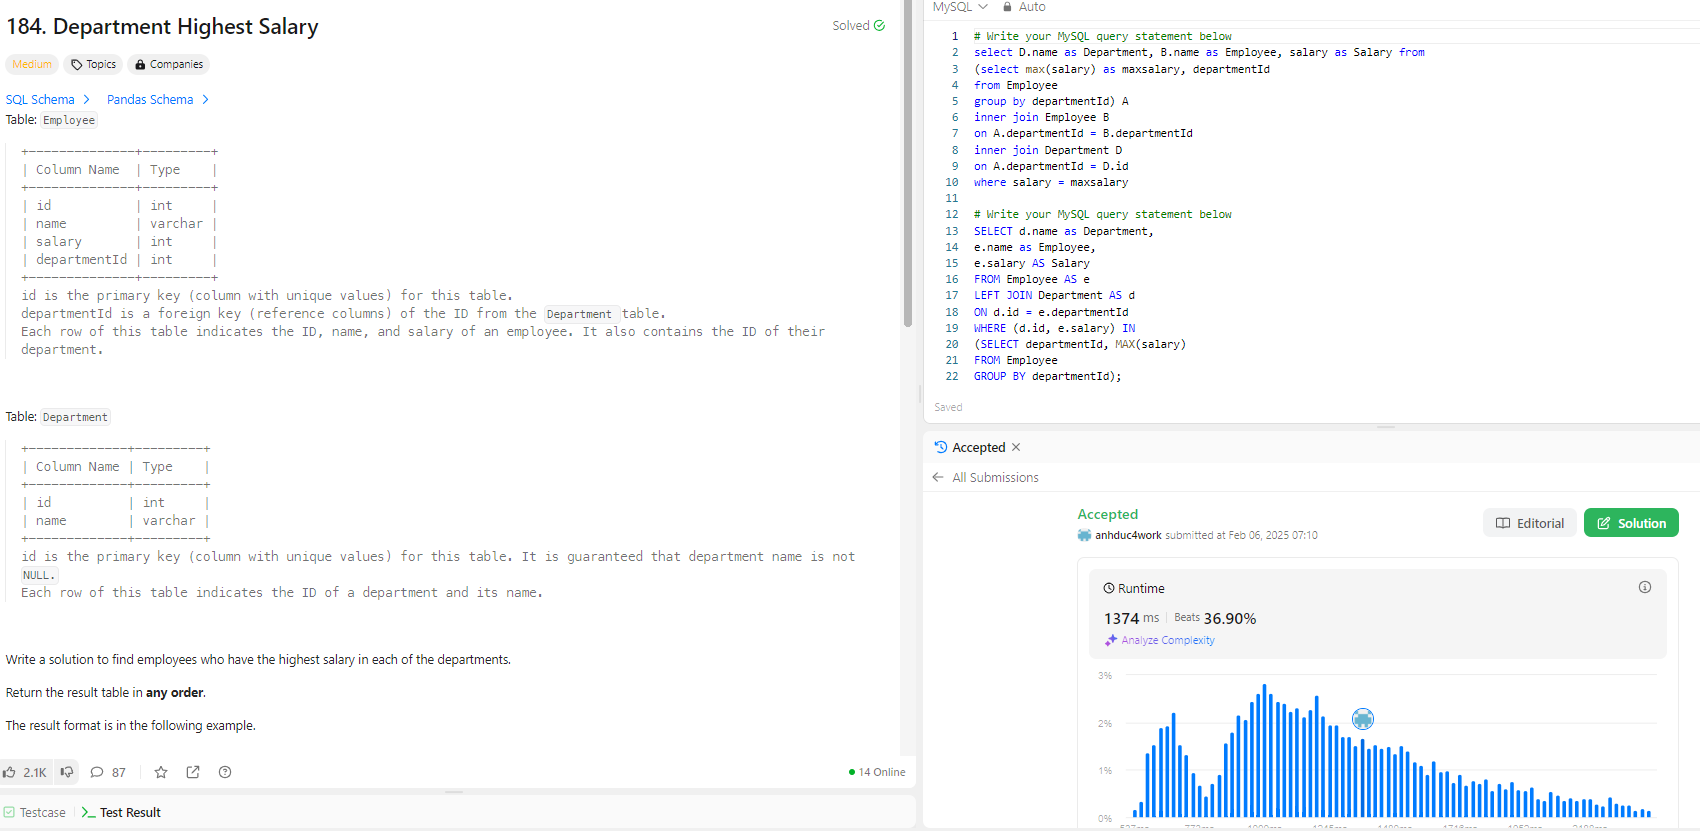 184. Department Highest Salary
Solved
Medium Topics Companies
SQL Schema > Pandas Schema >
Table: Employee
+--------------+---------+
| Column Name | Type |
+--------------+---------+
| id | int |
| name | varchar |
| salary | int |
| departmentId | int |
+--------------+---------+
id is the primary key (column with unique values) for this table.
departmentId is a foreign key (reference columns) of the ID from the Department table.
Each row of this table indicates the ID, name, and salary of an employee. It also contains the ID of their
department.
Table: Department
+-------------+---------+
| Column Name | Type |
+-------------+---------+
| id | int |
| name | varchar |
+-------------+---------+
id is the primary key (column with unique values) for this table. It is guaranteed that department name is not
NULL.
Each row of this table indicates the ID of a department and its name.
Write a solution to find employees who have the highest salary in each of the departments.
Return the result table in any order.
The result format is in the following example.
2.1K 87
14 Online
Testcase
>_ Test Result
MySQL Auto
1 # Write your MySQL query statement below
2 select D.name as Department, B.name as Employee, salary as Salary from
3 (select max(salary) as maxsalary, departmentId
4 from Employee
5 group by departmentId) A
6 inner join Employee B
7 on A.departmentId = B.departmentId
8 inner join Department D
9 on A.departmentId = D.id
10 where salary = maxsalary
11
12 # Write your MySQL query statement below
13 SELECT d.name as Department,
14 e.name as Employee,
15 e.salary AS Salary
16 FROM Employee AS e
17 LEFT JOIN Department AS d
18 ON d.id = e.departmentId
19 WHERE (d.id, e.salary) IN
20 (SELECT departmentId, MAX(salary)
21 FROM Employee
22 GROUP BY departmentId);
Saved
Accepted ×
← All Submissions
Accepted
anhduc4work submitted at Feb 06, 2025 07:10
Editorial
Solution
Runtime
1374 ms | Beats 36.90%
Analyze Complexity
3%
2%
1%
0%